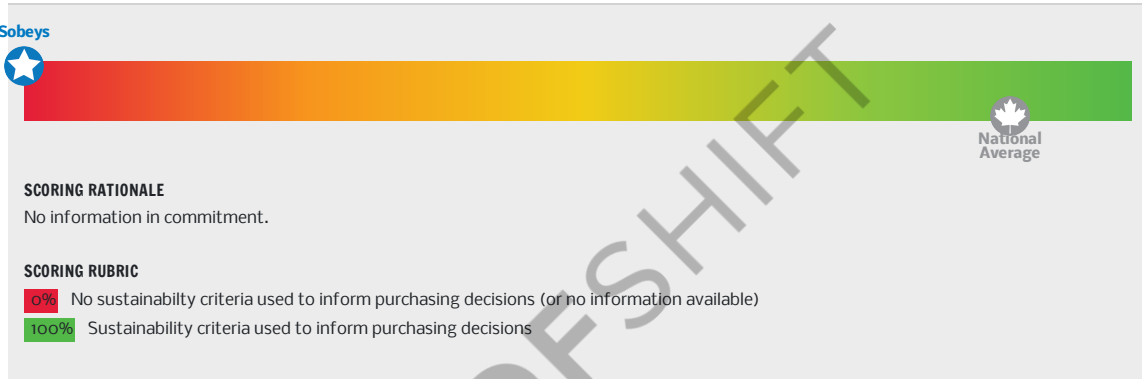 Sobeys
National
Average
SCORING RATIONALE
No information in commitment.
SCORING RUBRIC
0% No sustainabilty criteria used to inform purchasing decisions (or no information available)
100% Sustainability criteria used to inform purchasing decisions
OFSHIFT